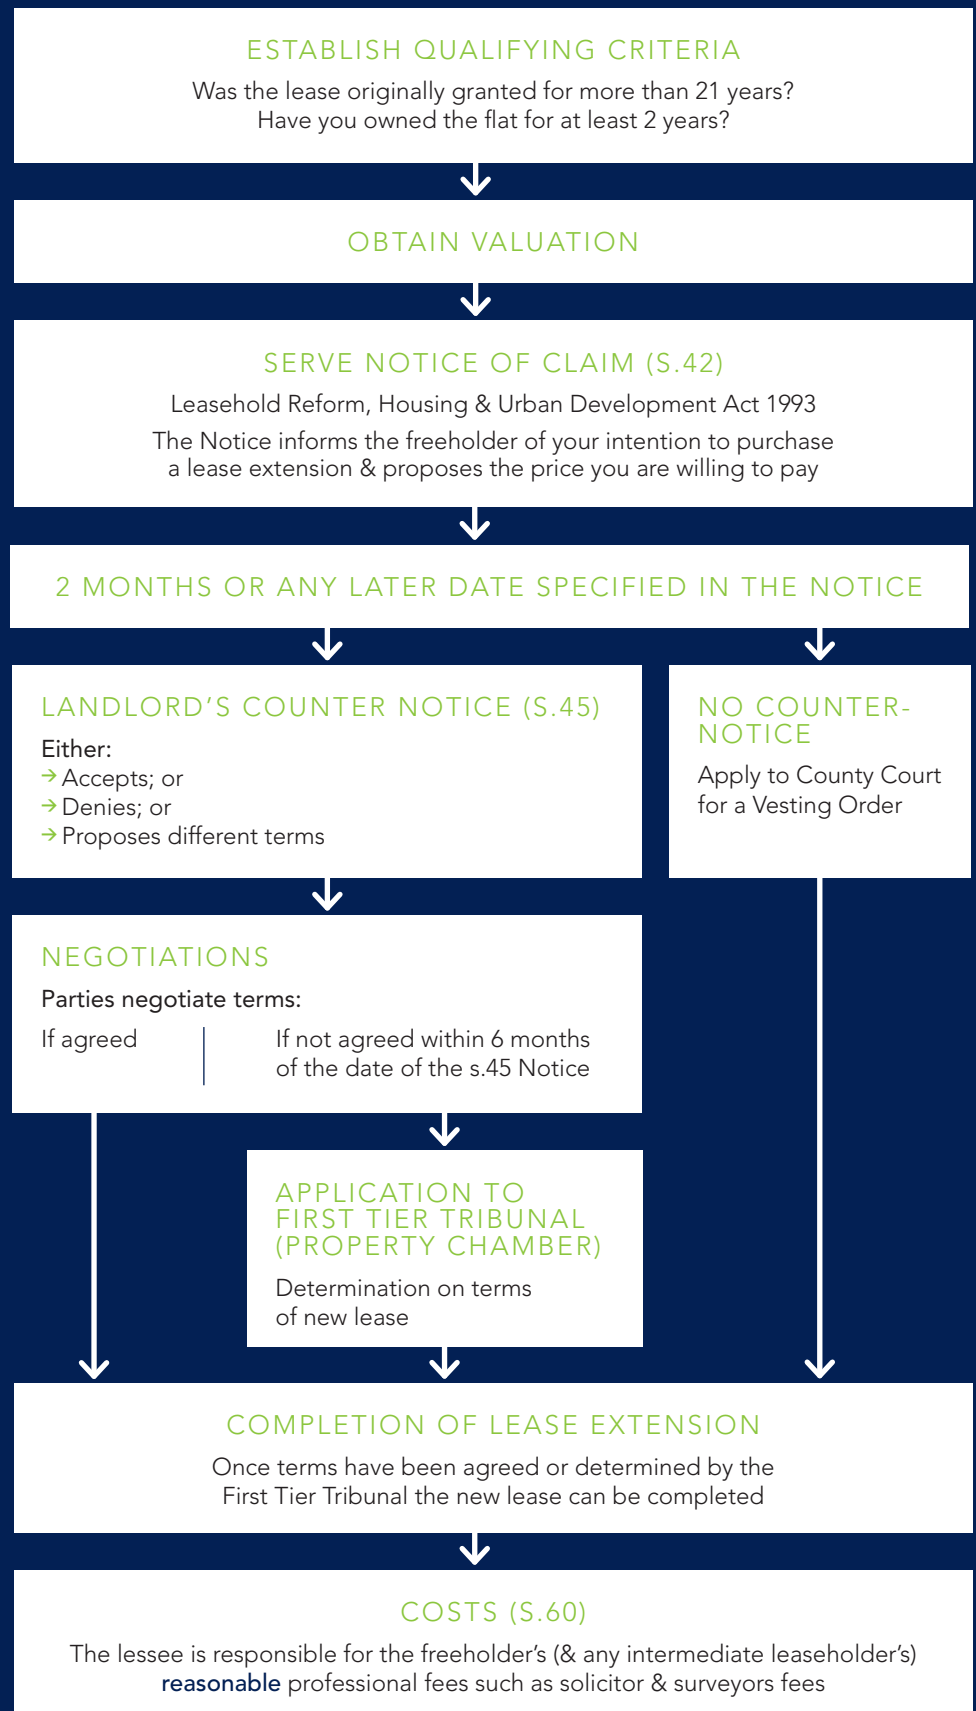 ESTABLISH QUALIFYING CRITERIA
Was the lease originally granted for more than 21 years?
Have you owned the flat for at least 2 years?
OBTAIN VALUATION
SERVE NOTICE OF CLAIM (S.42)
Leasehold Reform, Housing & Urban Development Act 1993
The Notice informs the freeholder of your intention to purchase
a lease extension & proposes the price you are willing to pay
2 MONTHS OR ANY LATER DATE SPECIFIED IN THE NOTICE
LANDLORD'S COUNTER NOTICE (S.45)
Either:
→ Accepts; or
→ Denies; or
→ Proposes different terms
NO COUNTER-
NOTICE
Apply to County Court
for a Vesting Order
NEGOTIATIONS
Parties negotiate terms:
If agreed
If not agreed within 6 months
of the date of the s.45 Notice
APPLICATION TO
FIRST TIER TRIBUNAL
(PROPERTY CHAMBER)
Determination on terms
of new lease
COMPLETION OF LEASE EXTENSION
Once terms have been agreed or determined by the
First Tier Tribunal the new lease can be completed
COSTS (S.60)
The lessee is responsible for the freeholder's (& any intermediate leaseholder's)
reasonable professional fees such as solicitor & surveyors fees